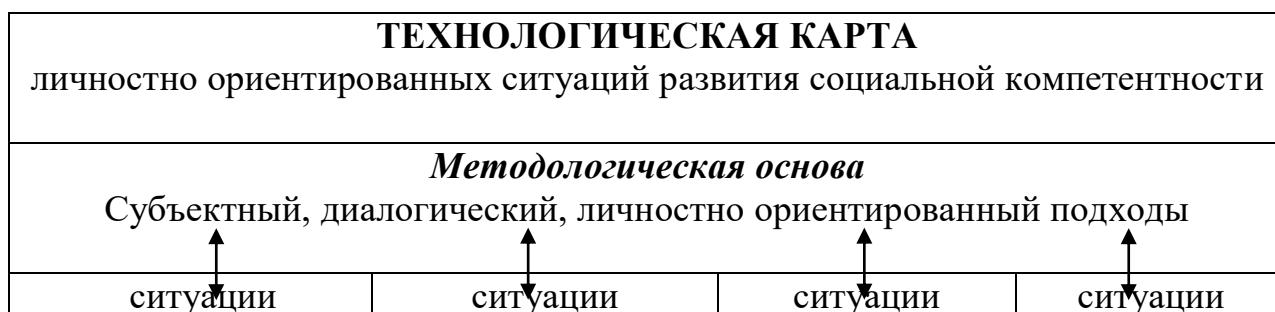 ТЕХНОЛОГИЧЕСКАЯ КАРТА
личностно ориентированных ситуаций развития социальной компетентности
Методологическая основа
Субъектный, диалогический, личностно ориентированный подходы
ситуации ситуации ситуации ситуации